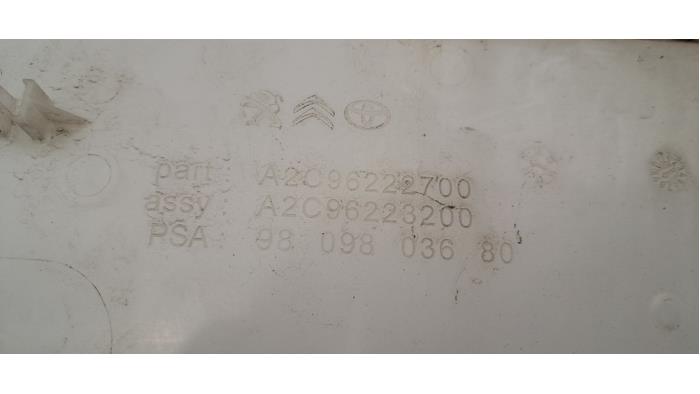 part : A2C96222700
assy : A2C96223200
PSA : 98 098 036 80